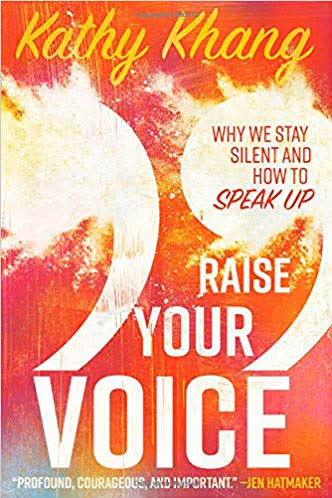 Kathy Khang
WHY WE STAY
SILENT AND
HOW TO
SPEAK UP
RAISE
YOUR
VOICE
"PROFOUND, COURAGEOUS, AND IMPORTANT." –JEN HATMAKER